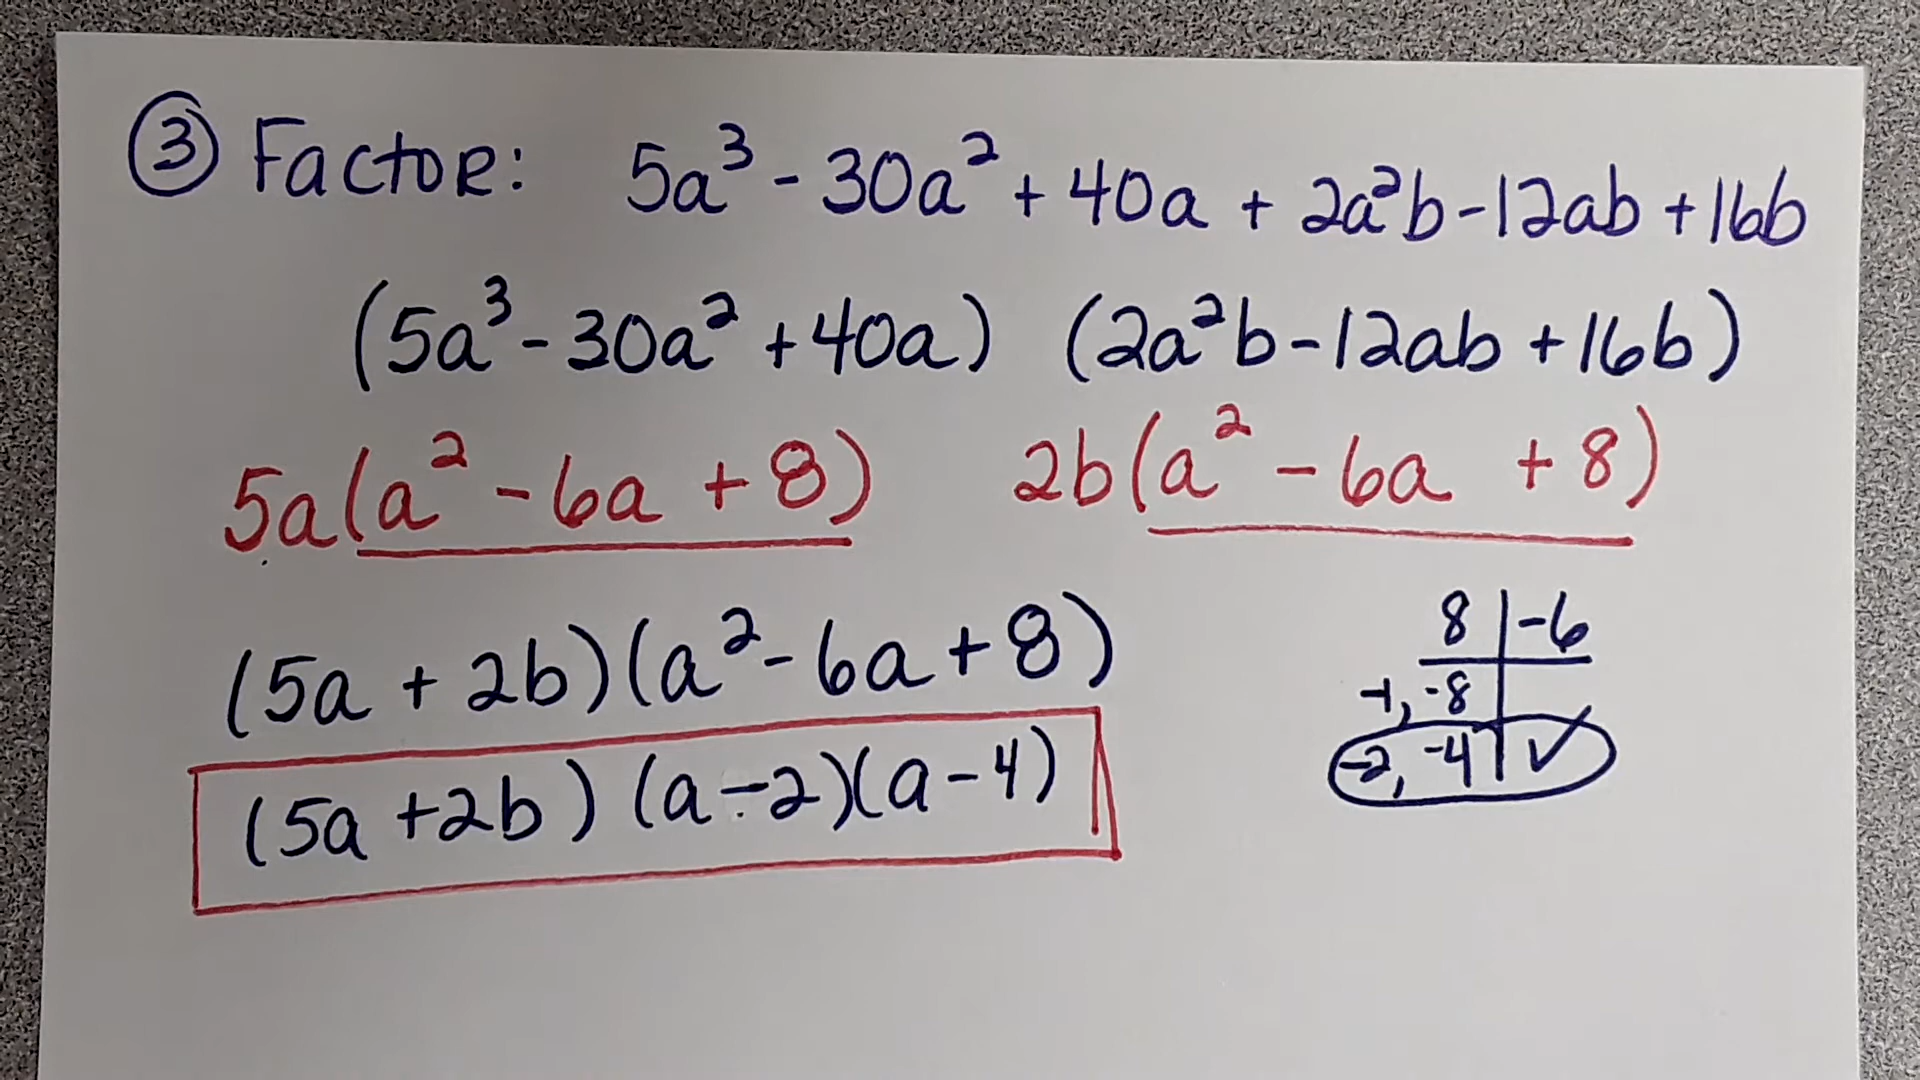 ③ Factor: 5a³ - 30a² + 40a + 2a²b - 12ab + 16b
(5a³ - 30a² + 40a) (2a²b - 12ab + 16b)
5a(a² - 6a + 8) 2b(a² - 6a + 8)
(5a + 2b)(a² - 6a + 8)
(5a + 2b)(a - 2)(a - 4)
8 | -6
-1, -8
-2, -4 ✓